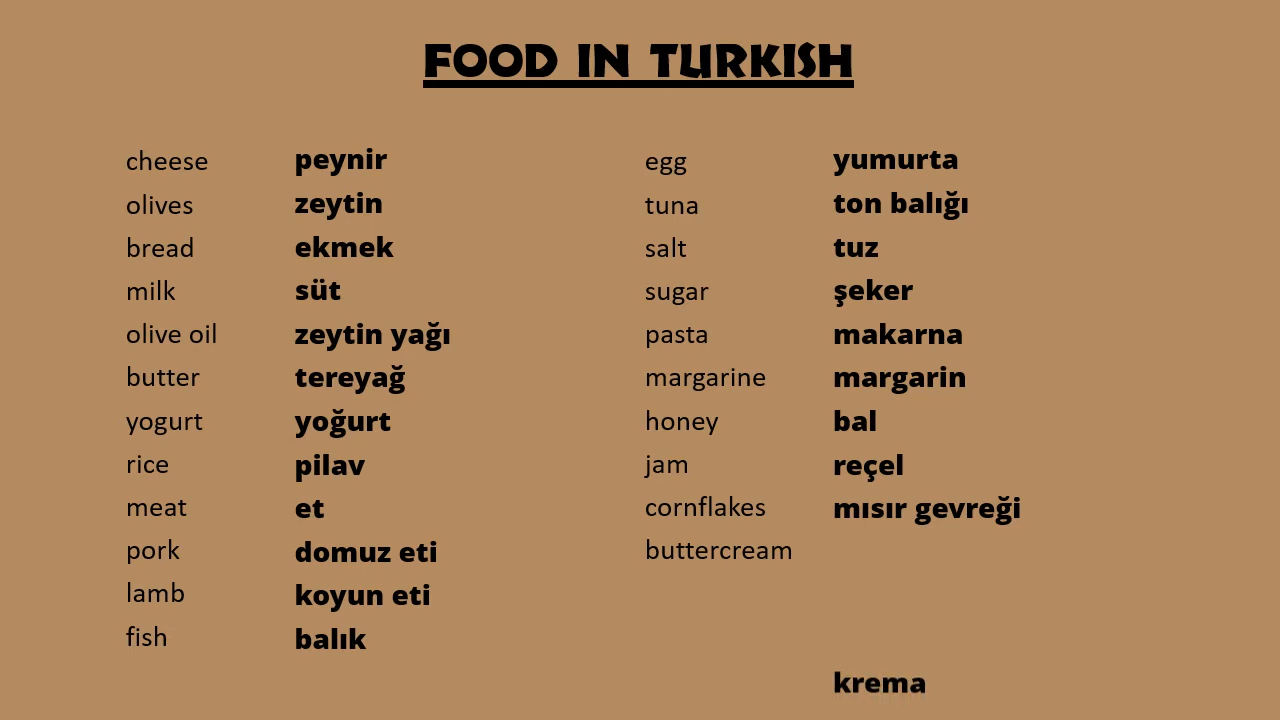 FOOD IN TURKISH
cheese peynir
olives zeytin
bread ekmek
milk süt
olive oil zeytin yağı
butter tereyağ
yogurt yoğurt
rice pilav
meat et
pork domuz eti
lamb koyun eti
fish balık
egg yumurta
tuna ton balığı
salt tuz
sugar şeker
pasta makarna
margarine margarin
honey bal
jam reçel
cornflakes mısır gevreği
buttercream
krema